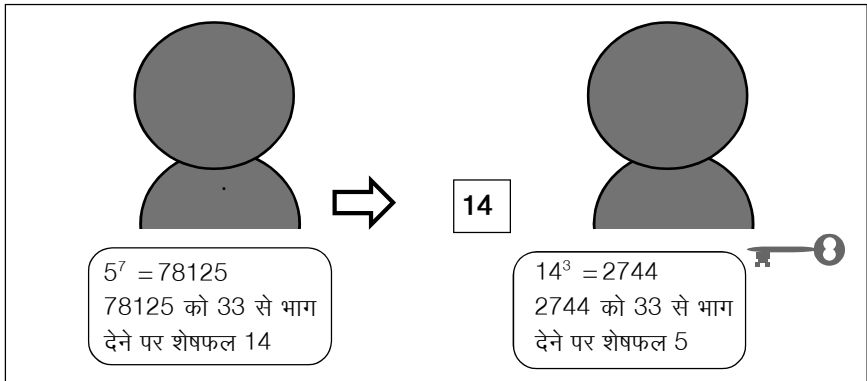 14
5⁷ = 78125
78125 को 33 से भाग
देने पर शेषफल 14
14³ = 2744
2744 को 33 से भाग
देने पर शेषफल 5